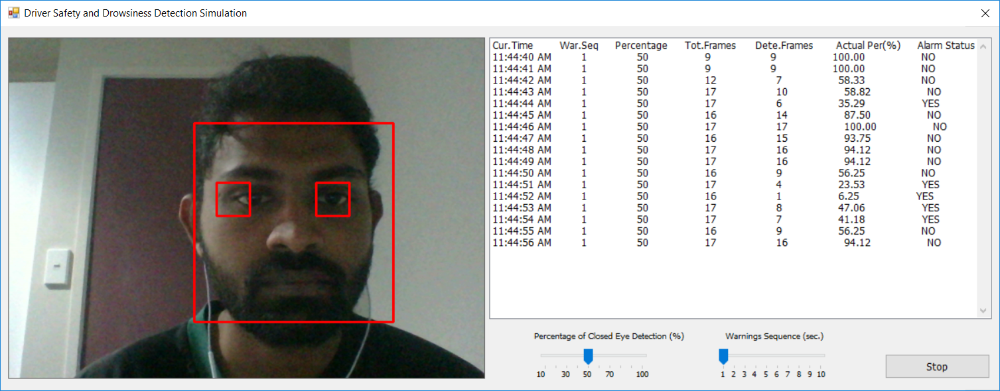 Driver Safety and Drowsiness Detection Simulation
Cur.Time War.Seq Percentage Tot.Frames Dete.Frames Actual Per(%) Alarm Status
11:44:40 AM 1 50 9 9 100.00 NO
11:44:41 AM 1 50 9 9 100.00 NO
11:44:42 AM 1 50 12 7 58.33 NO
11:44:43 AM 1 50 17 10 58.82 NO
11:44:44 AM 1 50 17 6 35.29 YES
11:44:45 AM 1 50 16 14 87.50 NO
11:44:46 AM 1 50 17 17 100.00 NO
11:44:47 AM 1 50 16 15 93.75 NO
11:44:48 AM 1 50 17 16 94.12 NO
11:44:49 AM 1 50 17 16 94.12 NO
11:44:50 AM 1 50 16 9 56.25 NO
11:44:51 AM 1 50 17 4 23.53 YES
11:44:52 AM 1 50 16 1 6.25 YES
11:44:53 AM 1 50 17 8 47.06 YES
11:44:54 AM 1 50 17 7 41.18 YES
11:44:55 AM 1 50 16 9 56.25 NO
11:44:56 AM 1 50 17 16 94.12 NO
Percentage of Closed Eye Detection (%) Warnings Sequence (sec.)
10 30 50 70 100 1 2 3 4 5 6 7 8 9 10
Stop